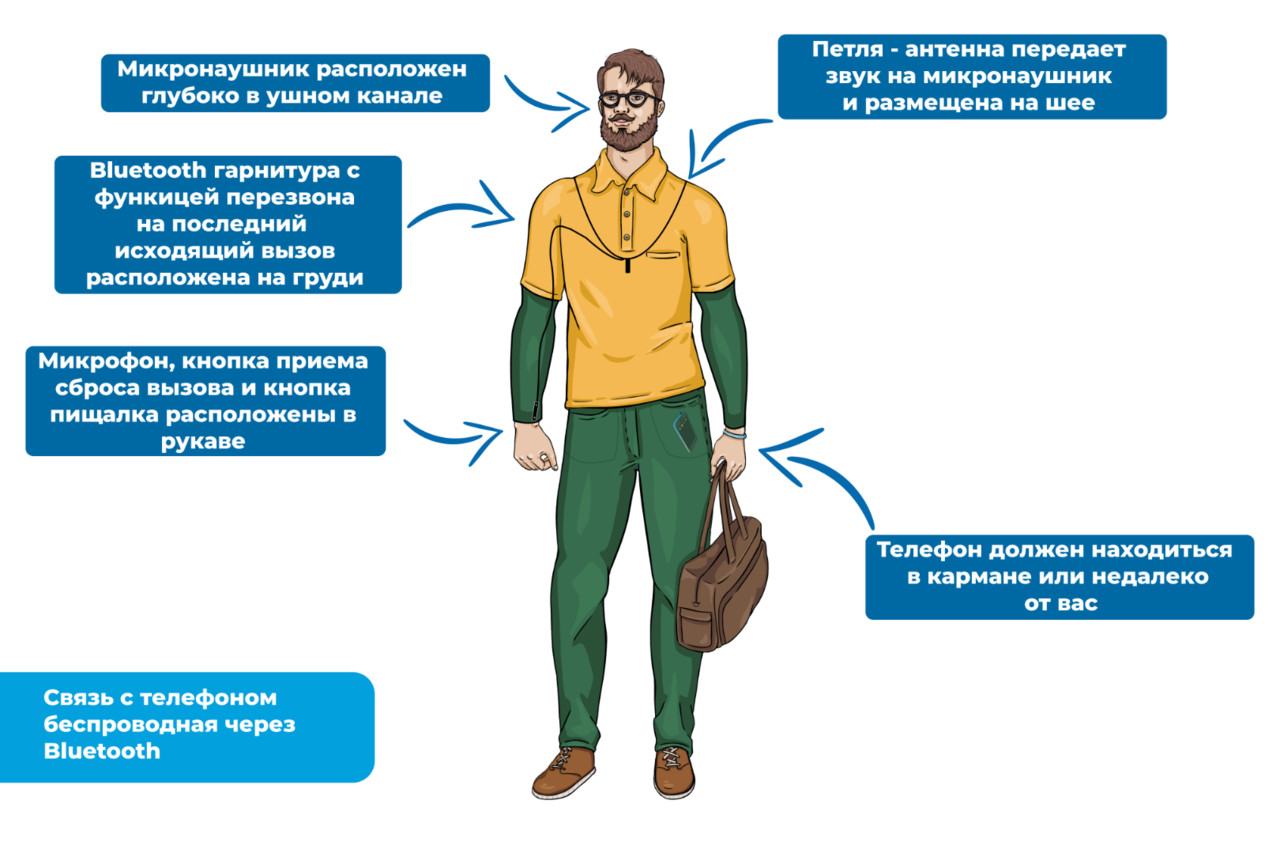 Микронаушник расположен
глубоко в ушном канале
Петля - антенна передает
звук на микронаушник
и размещена на шее
Bluetooth гарнитура с
функицей перезвона
на последний
исходящий вызов
расположена на груди
Микрофон, кнопка приема
сброса вызова и кнопка
пищалка расположены в
рукаве
Телефон должен находиться
в кармане или недалеко
от вас
Связь с телефоном
беспроводная через
Bluetooth